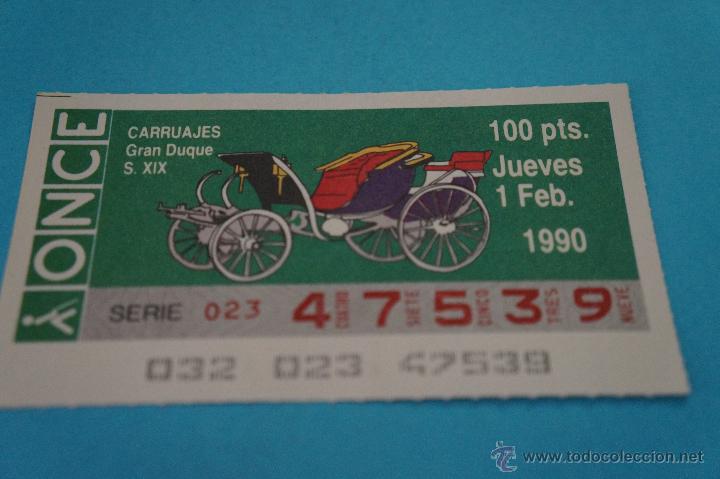 ONCE
CARRUAJES
Gran Duque
S. XIX
100 pts.
Jueves
1 Feb.
1990
SERIE 023 4 CUATRO 7 SIETE 5 CINCO 3 TRES 9 NUEVE
032 023 47539
www.todocoleccion.net